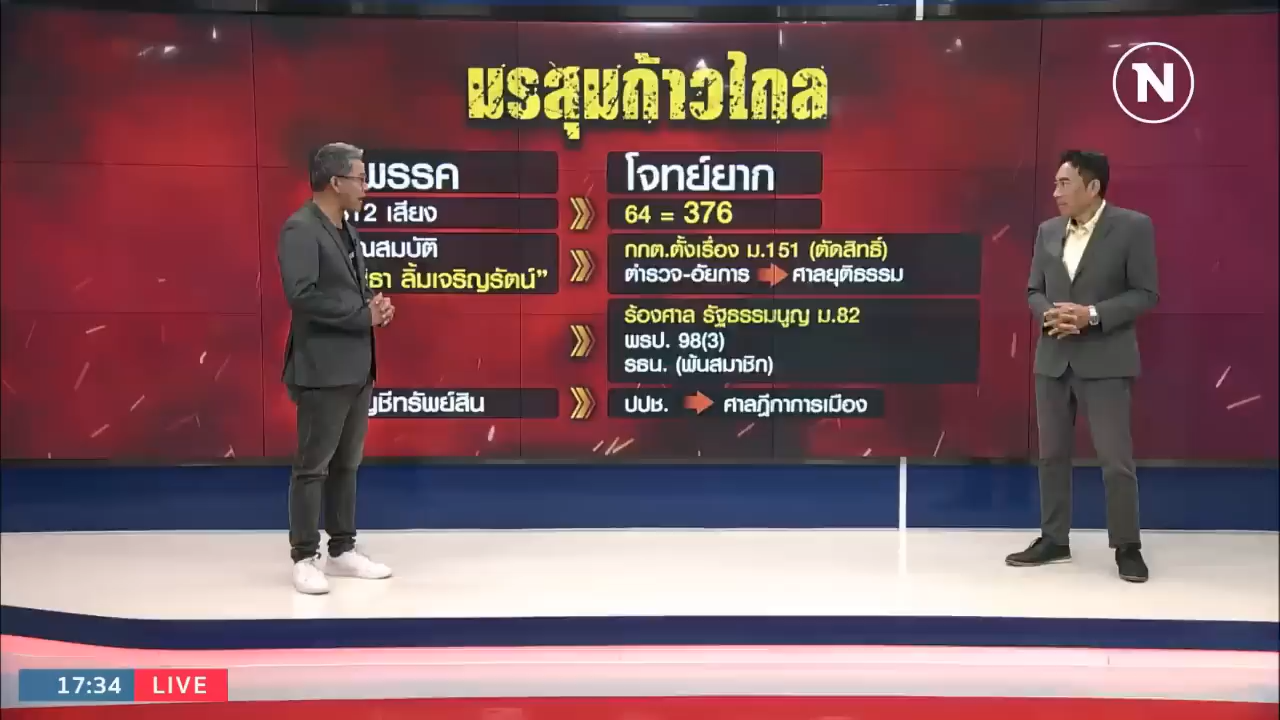 มรสุมก้าวไกล
N
พรรค
โจทย์ยาก
12 เสียง
64 = 376
ณสมบัติ
ธา ลิ้มเจริญรัตน์”
กกต.ตั้งเรื่อง ม.151 (ตัดสิทธิ์)
ตำรวจ-อัยการ ศาลยุติธรรม
ร้องศาล รัฐธรรมนูญ ม.82
พรป. 98(3)
รธน. (พ้นสมาชิก)
ญชีทรัพย์สิน
ปปช. ศาลฎีกาการเมือง
17:34 LIVE